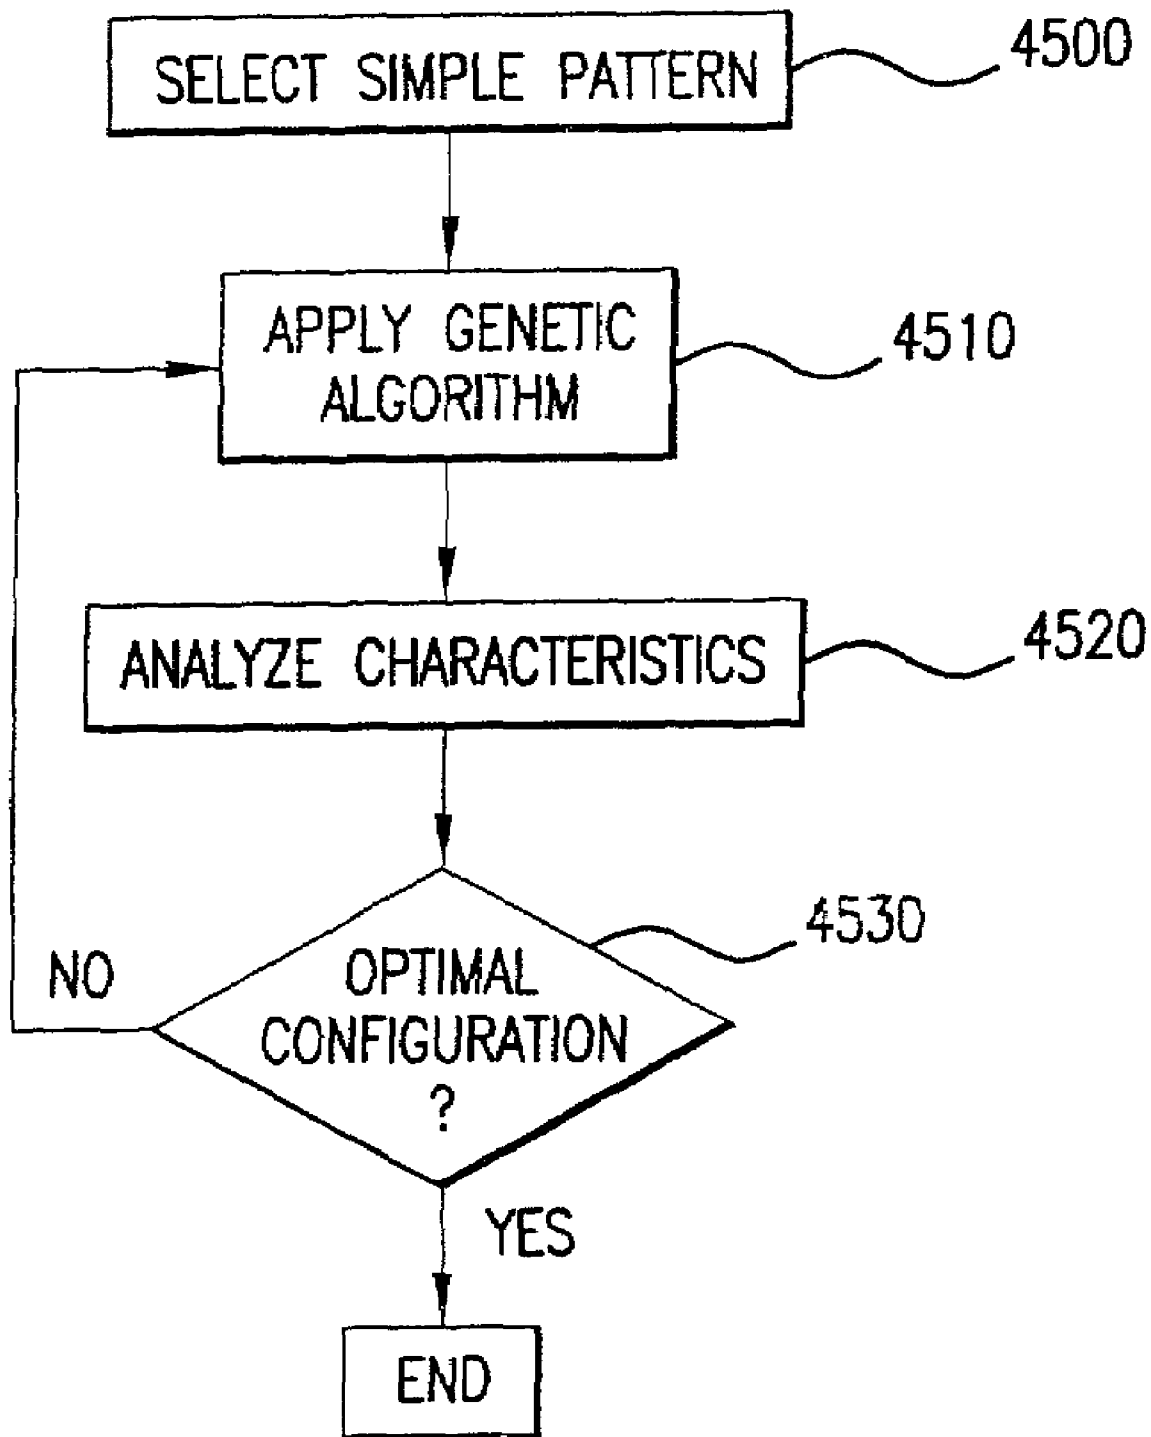 SELECT SIMPLE PATTERN
4500
APPLY GENETIC
ALGORITHM
4510
ANALYZE CHARACTERISTICS
4520
4530
OPTIMAL
CONFIGURATION
?
NO
YES
END